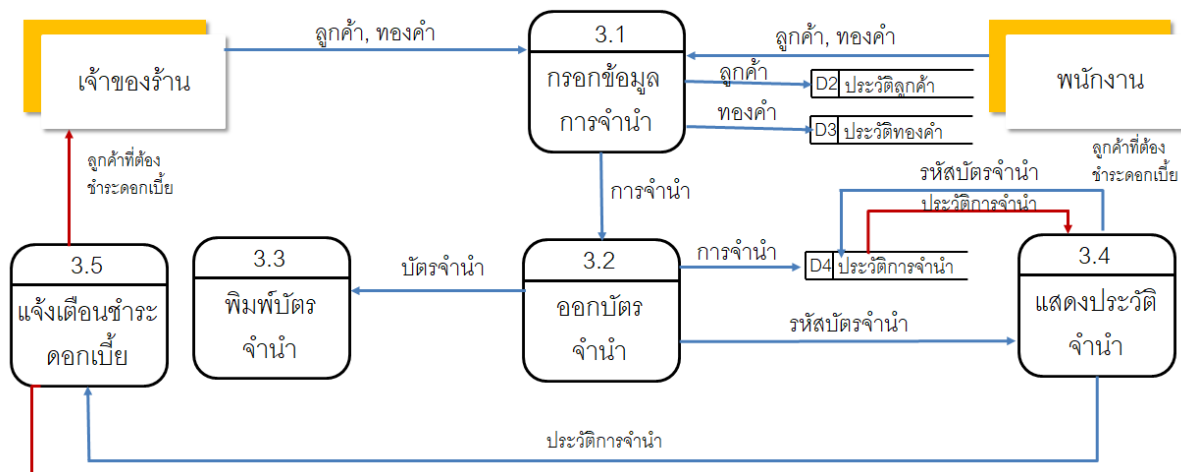 เจ้าของร้าน
ลูกค้า, ทองคำ
3.1
กรอกข้อมูล
การจำนำ
ลูกค้า, ทองคำ
พนักงาน
ลูกค้า
D2 ประวัติลูกค้า
ทองคำ
D3 ประวัติทองคำ
ลูกค้าที่ต้อง
ชำระดอกเบี้ย
ลูกค้าที่ต้อง
ชำระดอกเบี้ย
การจำนำ
รหัสบัตรจำนำ
ประวัติการจำนำ
3.5
แจ้งเตือนชำระ
ดอกเบี้ย
3.3
พิมพ์บัตร
จำนำ
บัตรจำนำ
3.2
ออกบัตร
จำนำ
การจำนำ
D4 ประวัติการจำนำ
รหัสบัตรจำนำ
3.4
แสดงประวัติ
จำนำ
ประวัติการจำนำ